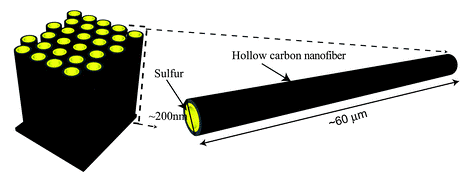 Hollow carbon nanofiber
Sulfur
~200nm
~60 μm